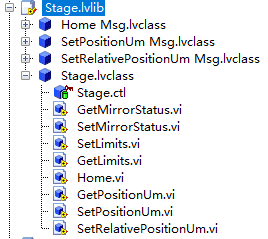 Stage.lvlib
Home Msg.lvclass
SetPositionUm Msg.lvclass
SetRelativePositionUm Msg.lvclass
Stage.lvclass
Stage.ctl
GetMirrorStatus.vi
SetMirrorStatus.vi
SetLimits.vi
GetLimits.vi
Home.vi
GetPositionUm.vi
SetPositionUm.vi
SetRelativePositionUm.vi